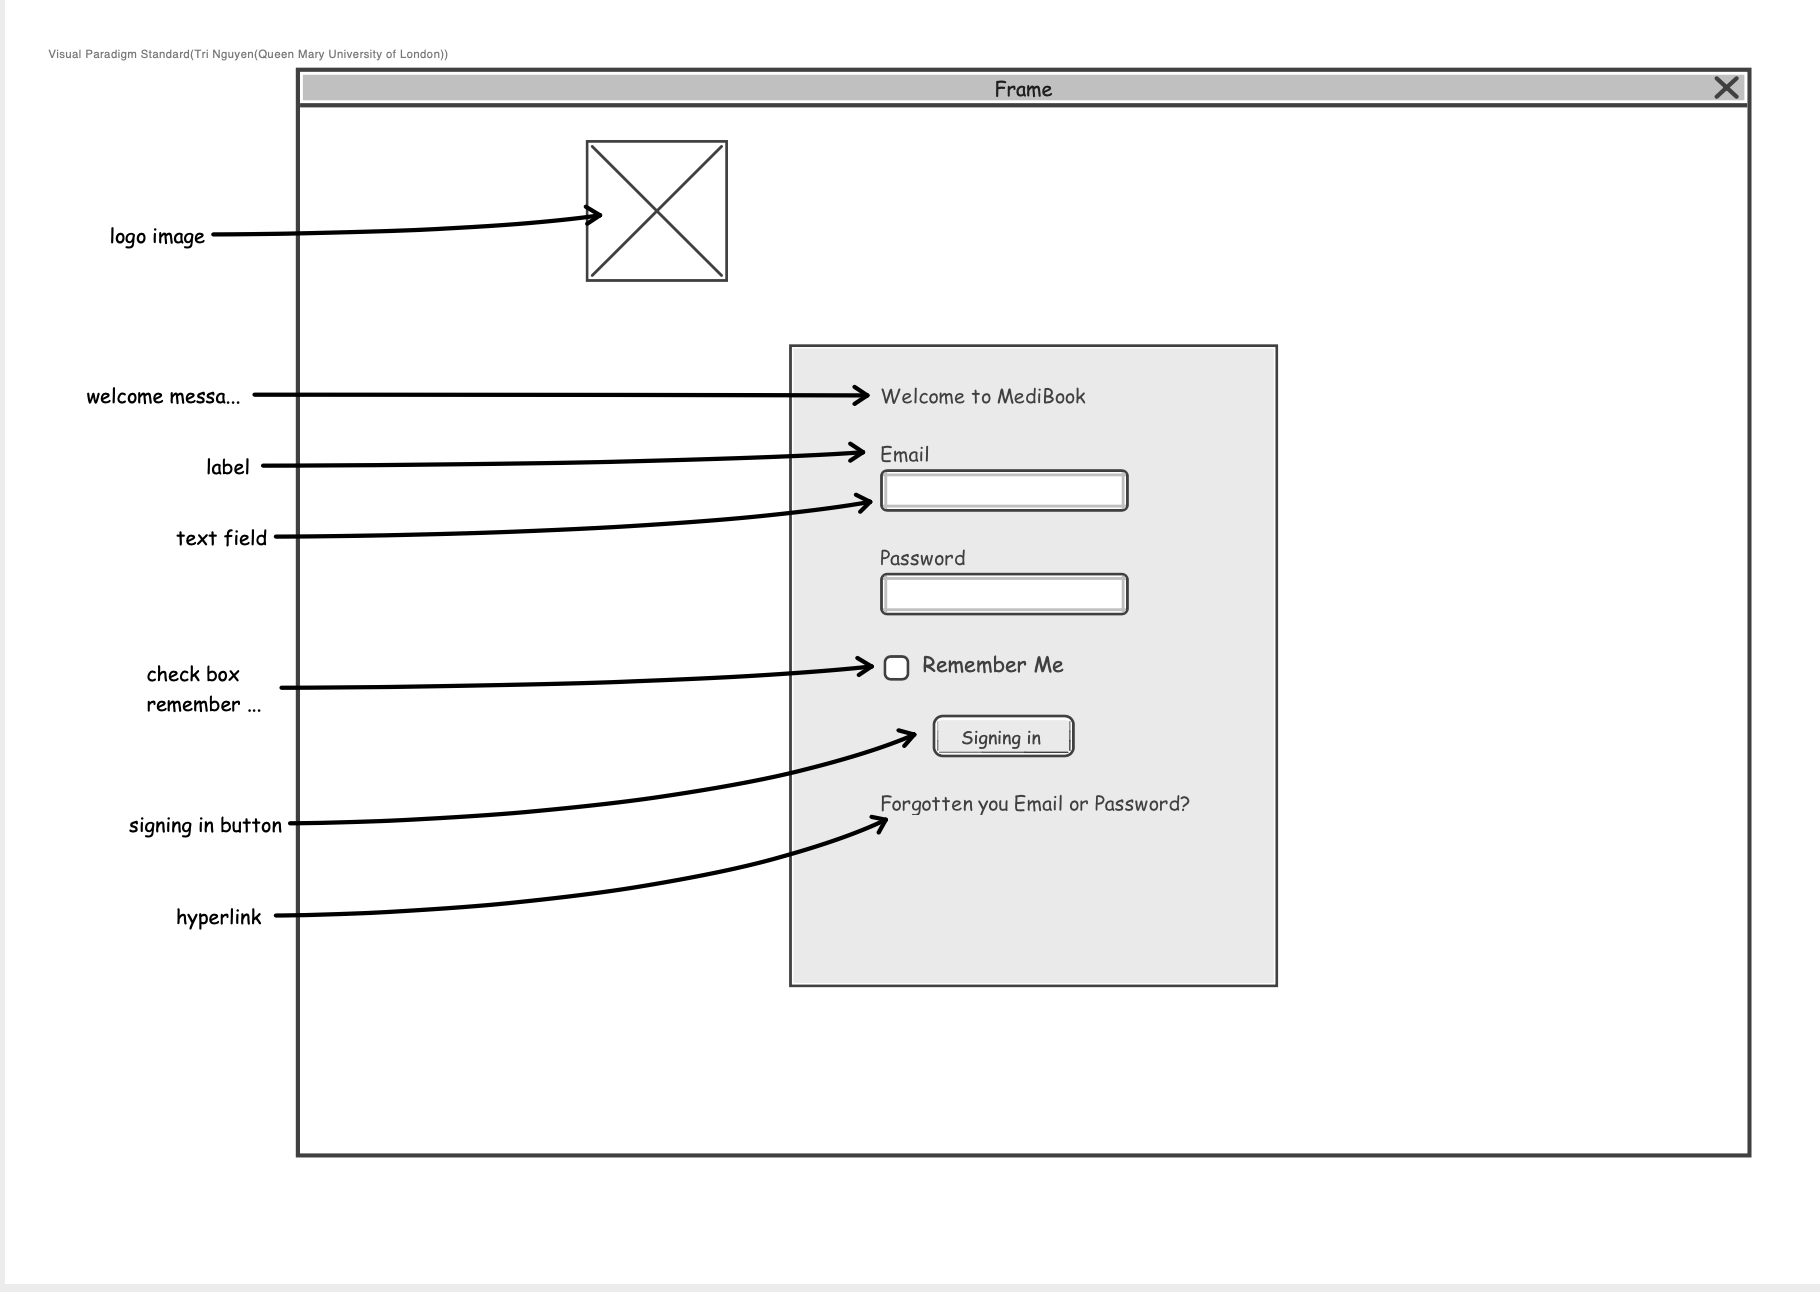 Visual Paradigm Standard(Tri Nguyen(Queen Mary University of London))
Frame
logo image
welcome messa...
Welcome to MediBook
label
Email
text field
Password
check box
remember ...
Remember Me
Signing in
signing in button
Forgotten you Email or Password?
hyperlink